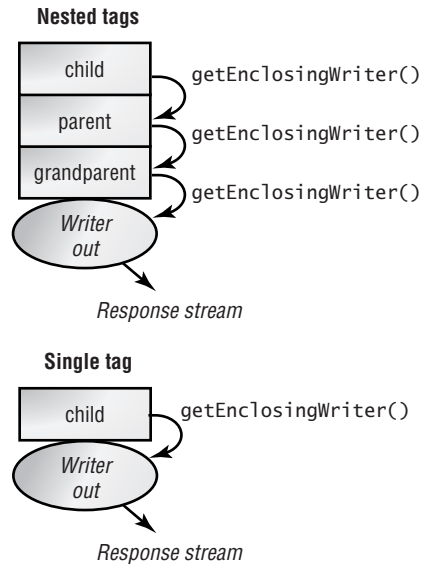 Nested tags
child
getEnclosingWriter()
parent
getEnclosingWriter()
grandparent
getEnclosingWriter()
Writer
out
Response stream
Single tag
child
getEnclosingWriter()
Writer
out
Response stream